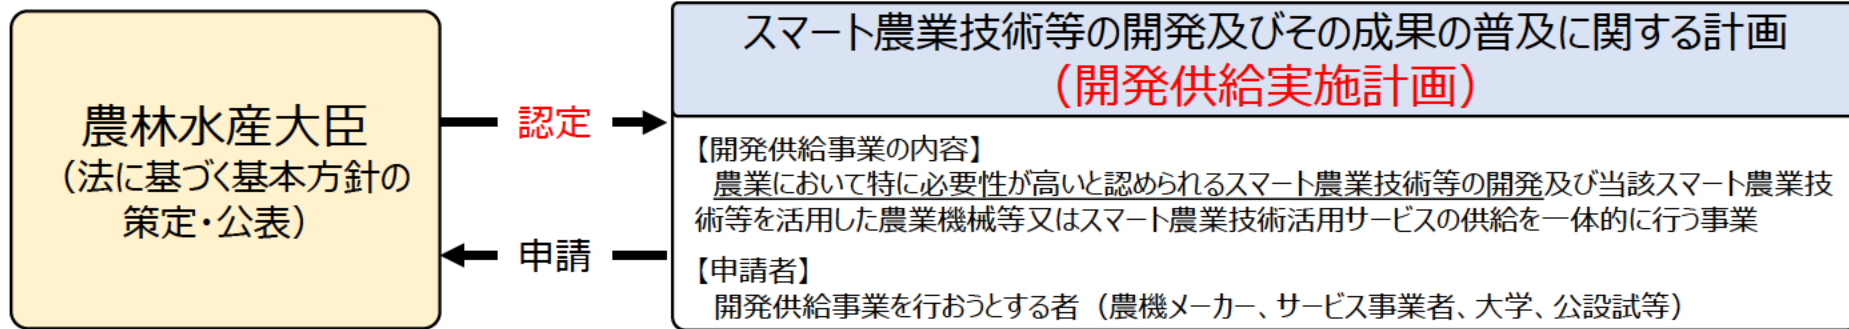 農林水産大臣
（法に基づく基本方針の
策定・公表）
認定
申請
スマート農業技術等の開発及びその成果の普及に関する計画
（開発供給実施計画）
【開発供給事業の内容】
農業において特に必要性が高いと認められるスマート農業技術等の開発及び当該スマート農業技
術等を活用した農業機械等又はスマート農業技術活用サービスの供給を一体的に行う事業
【申請者】
開発供給事業を行おうとする者（農機メーカー、サービス事業者、大学、公設試等）